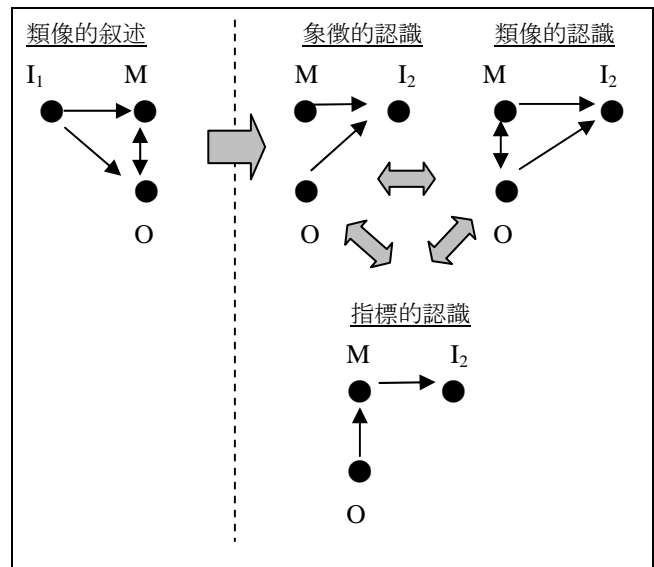 類像的叙述 象徴的認識 類像的認識
I₁ M M I₂ M I₂
O O O
指標的認識
M I₂
O